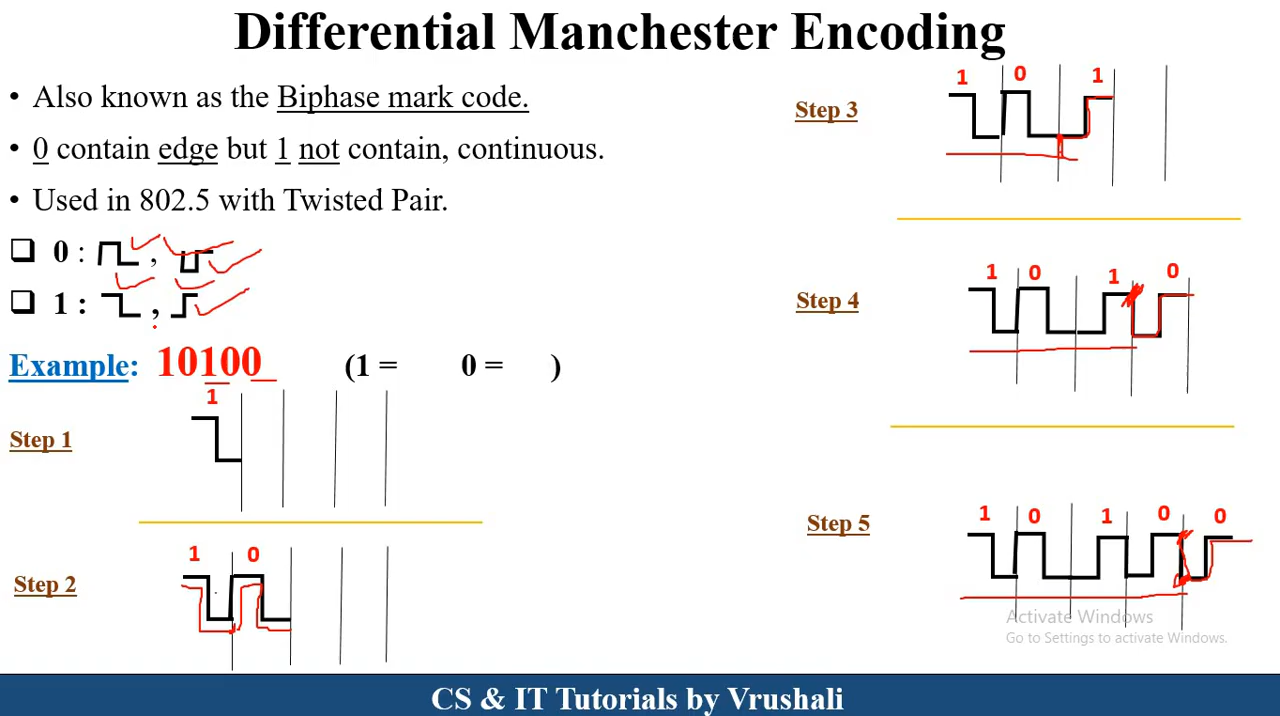 Differential Manchester Encoding
• Also known as the Biphase mark code.
• 0 contain edge but 1 not contain, continuous.
• Used in 802.5 with Twisted Pair.
0 : ,
1 : ,
Example: 10100 (1 = 0 = )
1
Step 1
1 0
Step 2
1 0 1
Step 3
1 0 1 0
Step 4
1 0 1 0 0
Step 5
Activate Windows
Go to Settings to activate Windows.
CS & IT Tutorials by Vrushali